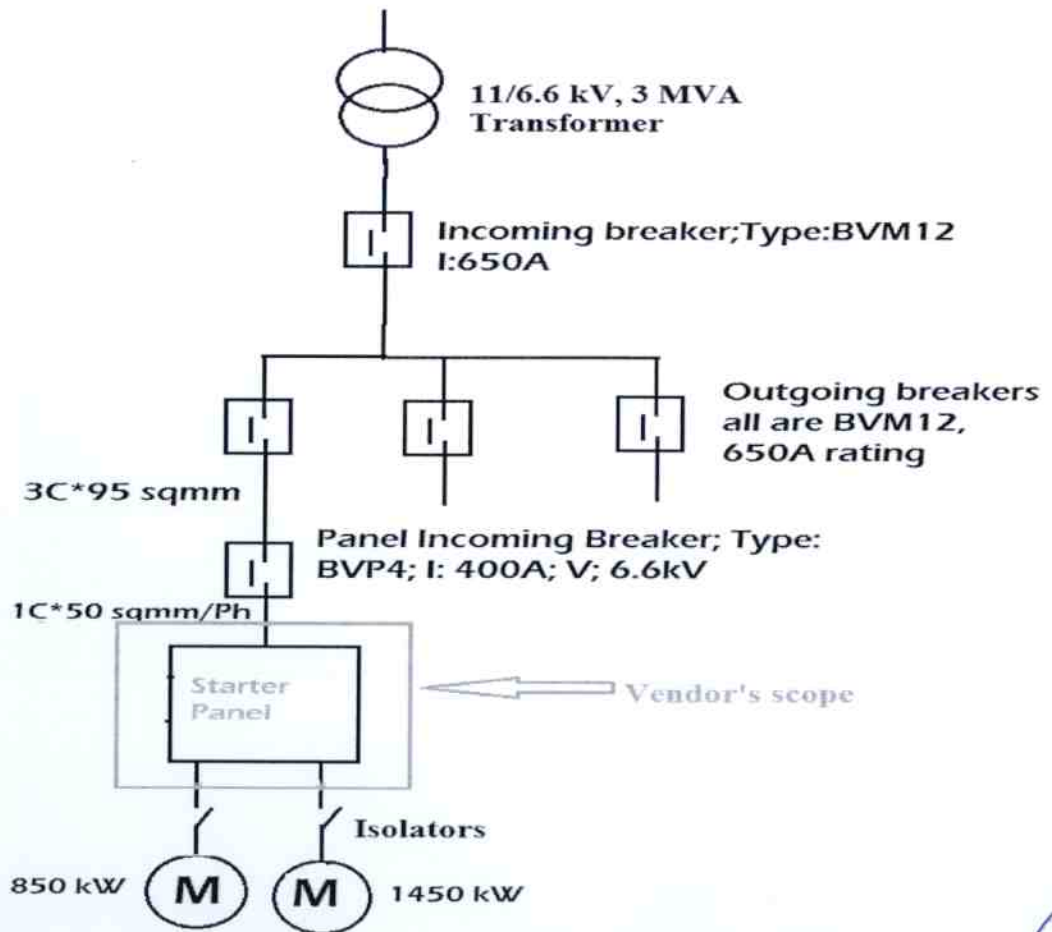 11/6.6 kV, 3 MVA
Transformer
Incoming breaker;Type:BVM12
I:650A
Outgoing breakers
all are BVM12,
650A rating
3C*95 sqmm
Panel Incoming Breaker; Type:
BVP4; I: 400A; V; 6.6kV
1C*50 sqmm/Ph
Starter
Panel
Vendor's scope
Isolators
850 kW
M
M
1450 kW